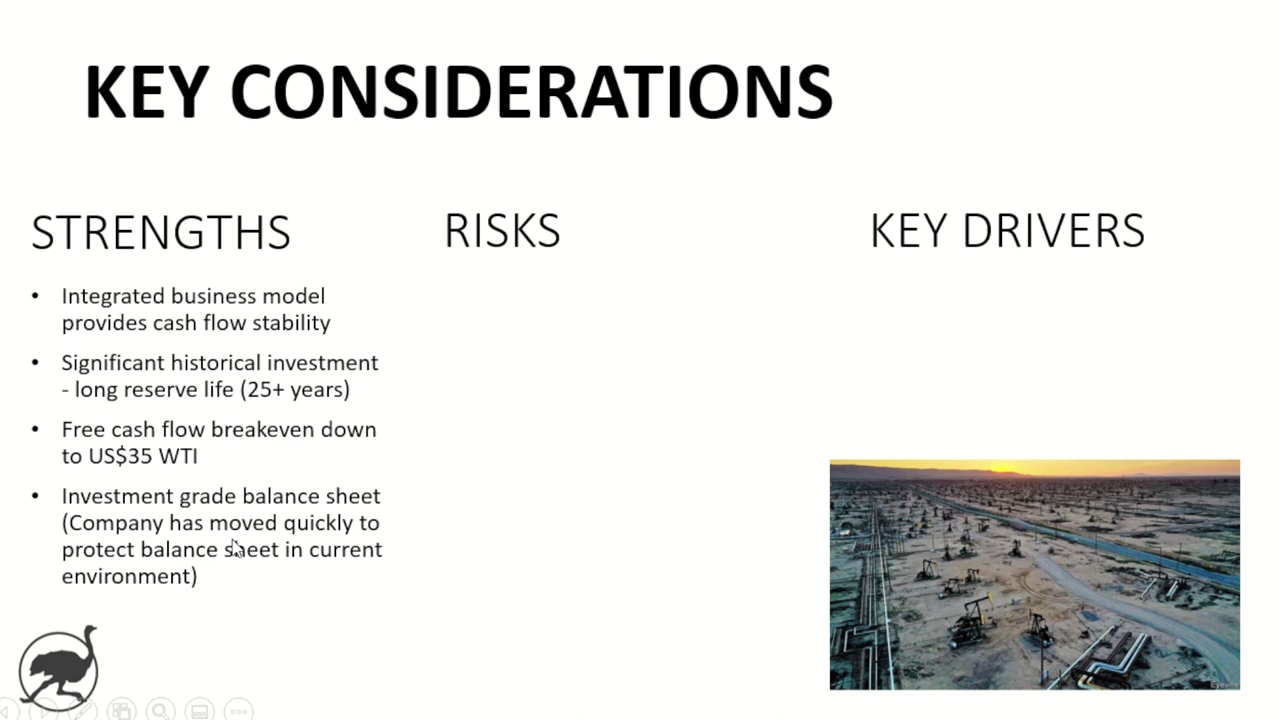 KEY CONSIDERATIONS
STRENGTHS
• Integrated business model
provides cash flow stability
• Significant historical investment
- long reserve life (25+ years)
• Free cash flow breakeven down
to US$35 WTI
• Investment grade balance sheet
(Company has moved quickly to
protect balance sheet in current
environment)
RISKS
KEY DRIVERS